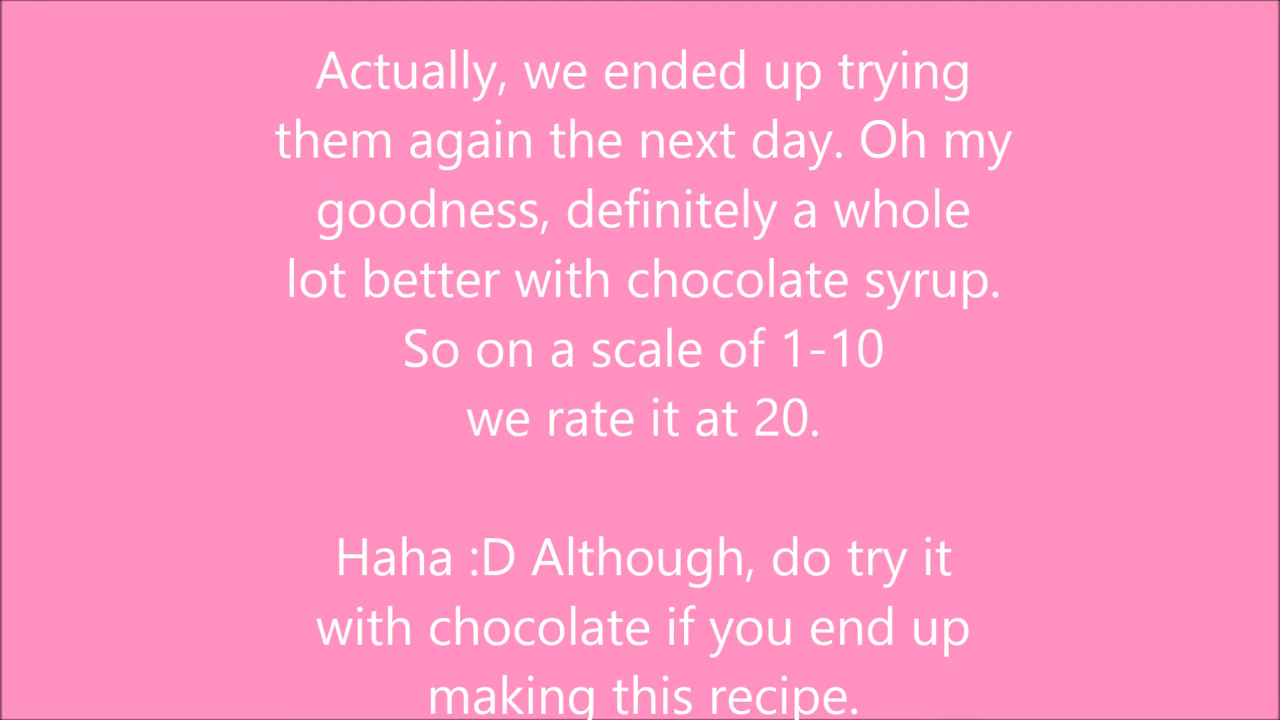 Actually, we ended up trying
them again the next day. Oh my
goodness, definitely a whole
lot better with chocolate syrup.
So on a scale of 1-10
we rate it at 20.
Haha :D Although, do try it
with chocolate if you end up
making this recipe.